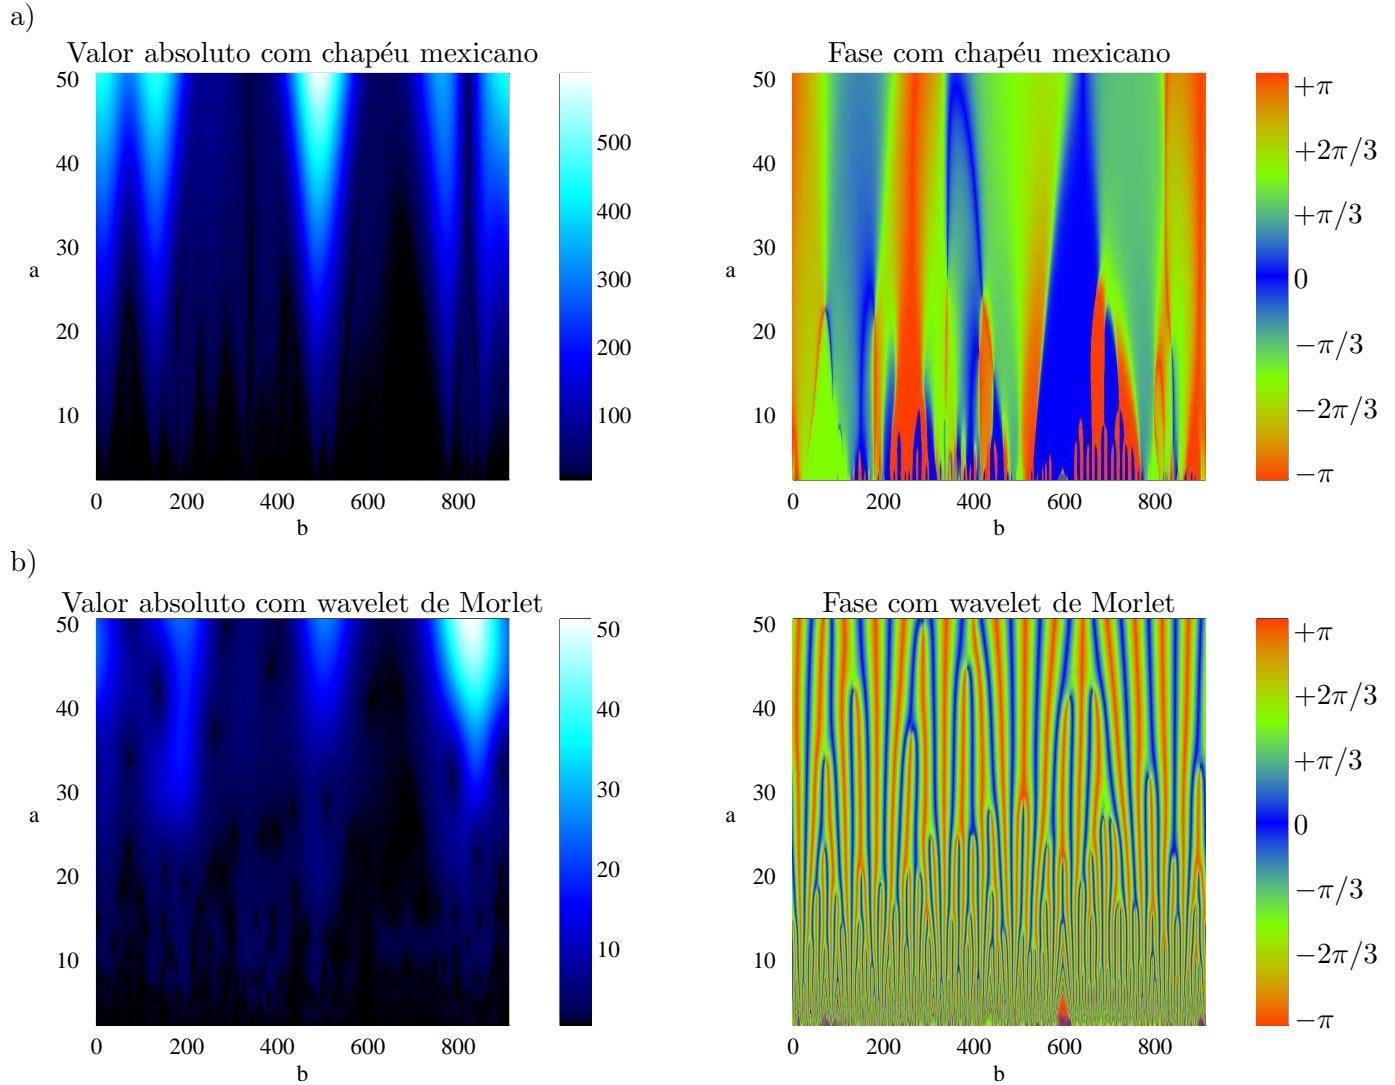 a)
Valor absoluto com chapéu mexicano
50
40
30
20
10
a
0 200 400 600 800
b
500
400
300
200
100
Fase com chapéu mexicano
50
40
30
20
10
a
0 200 400 600 800
b
+π
+2π/3
+π/3
0
−π/3
−2π/3
−π
b)
Valor absoluto com wavelet de Morlet
50
40
30
20
10
a
0 200 400 600 800
b
50
40
30
20
10
Fase com wavelet de Morlet
50
40
30
20
10
a
0 200 400 600 800
b
+π
+2π/3
+π/3
0
−π/3
−2π/3
−π